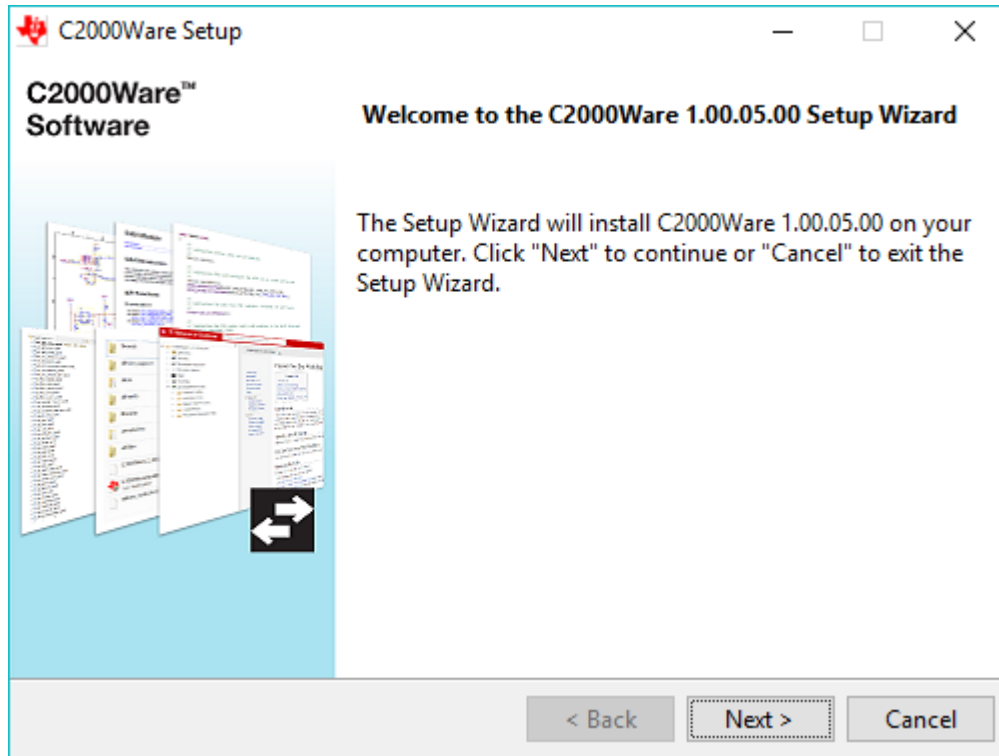 C2000Ware Setup
C2000Ware™
Software
Welcome to the C2000Ware 1.00.05.00 Setup Wizard
The Setup Wizard will install C2000Ware 1.00.05.00 on your
computer. Click "Next" to continue or "Cancel" to exit the
Setup Wizard.
< Back
Next >
Cancel